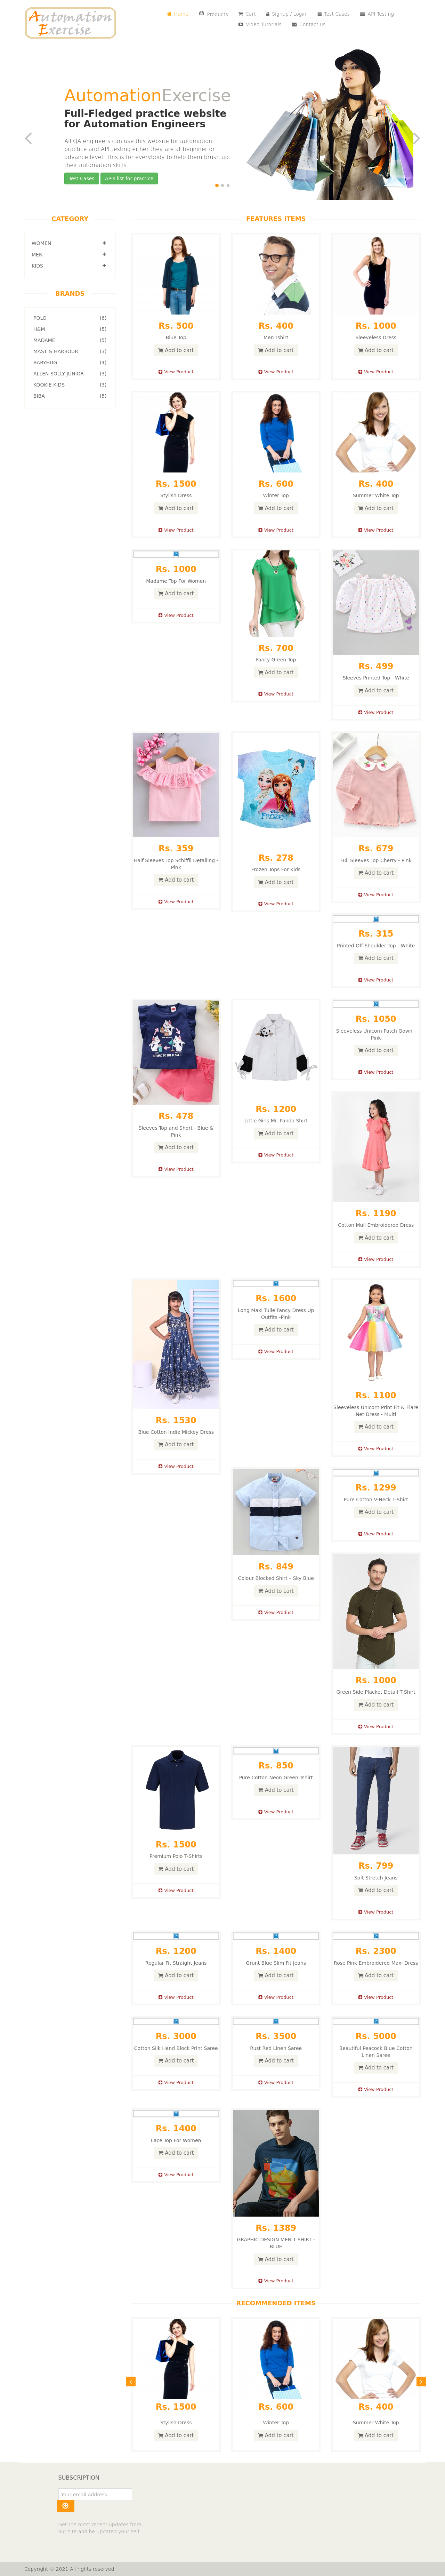 Automation
Exercise
Home
Products
Cart
Signup / Login
Test Cases
API Testing
Video Tutorials
Contact us
AutomationExercise
Full-Fledged practice website
for Automation Engineers
All QA engineers can use this website for automation
practice and API testing either they are at beginner or
advance level. This is for everybody to help them brush up
their automation skills.
Test Cases
APIs list for practice
CATEGORY
WOMEN
MEN
KIDS
BRANDS
POLO (6)
H&M (5)
MADAME (5)
MAST & HARBOUR (3)
BABYHUG (4)
ALLEN SOLLY JUNIOR (3)
KOOKIE KIDS (3)
BIBA (5)
FEATURES ITEMS
Rs. 500
Blue Top
Add to cart
View Product
Rs. 400
Men Tshirt
Add to cart
View Product
Rs. 1000
Sleeveless Dress
Add to cart
View Product
Rs. 1500
Stylish Dress
Add to cart
View Product
Rs. 600
Winter Top
Add to cart
View Product
Rs. 400
Summer White Top
Add to cart
View Product
Rs. 1000
Madame Top For Women
Add to cart
View Product
Rs. 700
Fancy Green Top
Add to cart
View Product
Rs. 499
Sleeves Printed Top - White
Add to cart
View Product
Rs. 359
Half Sleeves Top Schiffli Detailing -
Pink
Add to cart
View Product
FROZEN
Rs. 278
Frozen Tops For Kids
Add to cart
View Product
Rs. 679
Full Sleeves Top Cherry - Pink
Add to cart
View Product
Rs. 315
Printed Off Shoulder Top - White
Add to cart
View Product
Rs. 478
Sleeves Top and Short - Blue &
Pink
Add to cart
View Product
Rs. 1200
Little Girls Mr. Panda Shirt
Add to cart
View Product
Rs. 1050
Sleeveless Unicorn Patch Gown -
Pink
Add to cart
View Product
Rs. 1190
Cotton Mull Embroidered Dress
Add to cart
View Product
Rs. 1530
Blue Cotton Indie Mickey Dress
Add to cart
View Product
Rs. 1600
Long Maxi Tulle Fancy Dress Up
Outfits -Pink
Add to cart
View Product
Rs. 1100
Sleeveless Unicorn Print Fit & Flare
Net Dress - Multi
Add to cart
View Product
Rs. 849
Colour Blocked Shirt – Sky Blue
Add to cart
View Product
Rs. 1299
Pure Cotton V-Neck T-Shirt
Add to cart
View Product
Rs. 1000
Green Side Placket Detail T-Shirt
Add to cart
View Product
Rs. 1500
Premium Polo T-Shirts
Add to cart
View Product
Rs. 850
Pure Cotton Neon Green Tshirt
Add to cart
View Product
Rs. 799
Soft Stretch Jeans
Add to cart
View Product
Rs. 1200
Regular Fit Straight Jeans
Add to cart
View Product
Rs. 1400
Grunt Blue Slim Fit Jeans
Add to cart
View Product
Rs. 2300
Rose Pink Embroidered Maxi Dress
Add to cart
View Product
Rs. 3000
Cotton Silk Hand Block Print Saree
Add to cart
View Product
Rs. 3500
Rust Red Linen Saree
Add to cart
View Product
Rs. 5000
Beautiful Peacock Blue Cotton
Linen Saree
Add to cart
View Product
Rs. 1400
Lace Top For Women
Add to cart
View Product
Rs. 1389
GRAPHIC DESIGN MEN T SHIRT -
BLUE
Add to cart
View Product
RECOMMENDED ITEMS
Rs. 1500
Stylish Dress
Add to cart
Rs. 600
Winter Top
Add to cart
Rs. 400
Summer White Top
Add to cart
SUBSCRIPTION
Your email address
Get the most recent updates from
our site and be updated your self...
Copyright © 2021 All rights reserved